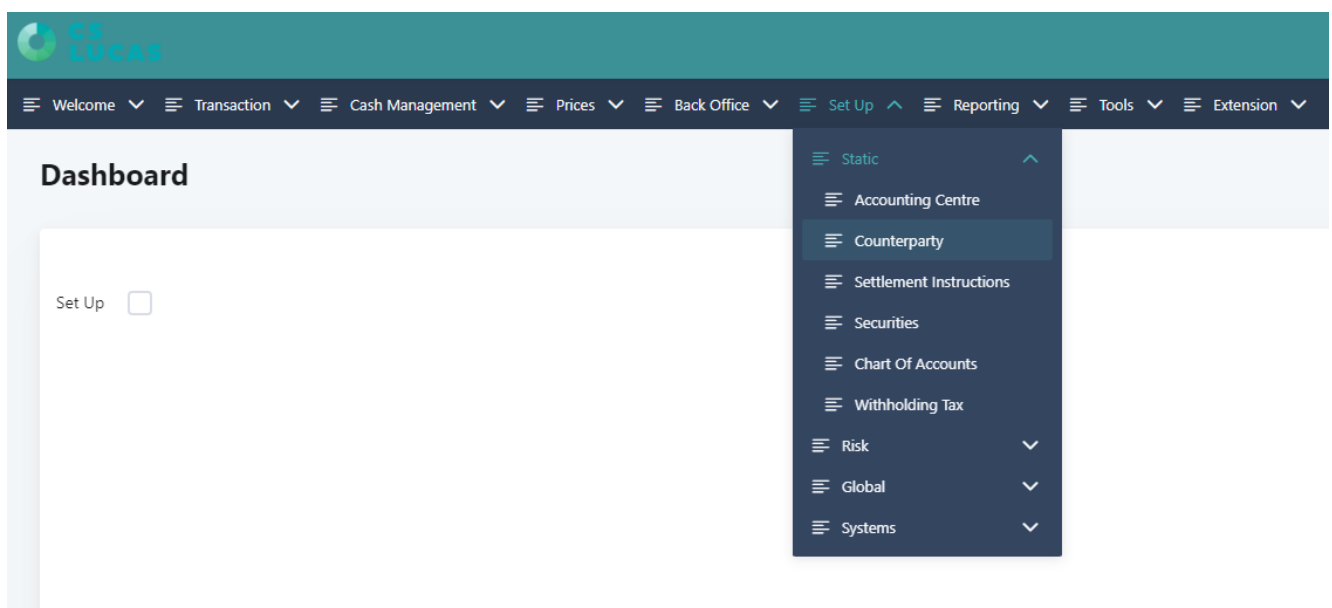 CS
LUCAS
Welcome Transaction Cash Management Prices Back Office Set Up Reporting Tools Extension
Dashboard
Set Up
Static
Accounting Centre
Counterparty
Settlement Instructions
Securities
Chart Of Accounts
Withholding Tax
Risk
Global
Systems